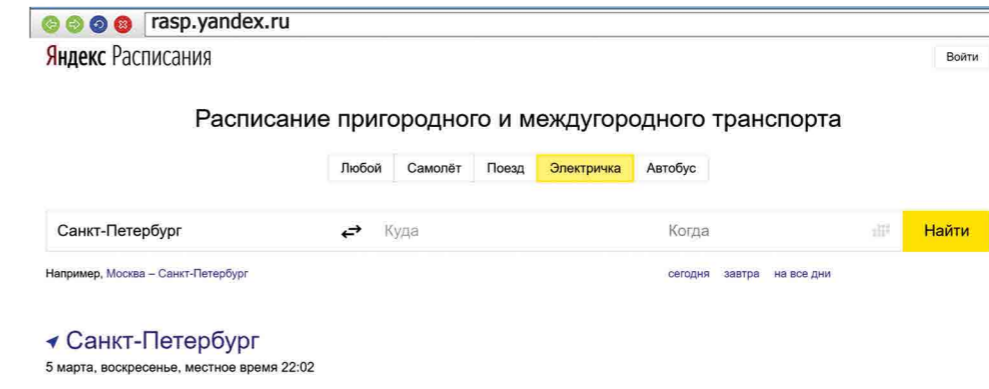 rasp.yandex.ru
Яндекс Расписания
Войти
Расписание пригородного и междугородного транспорта
Любой Самолёт Поезд Электричка Автобус
Санкт-Петербург Куда Когда Найти
Например, Москва – Санкт-Петербург сегодня завтра на все дни
Санкт-Петербург
5 марта, воскресенье, местное время 22:02